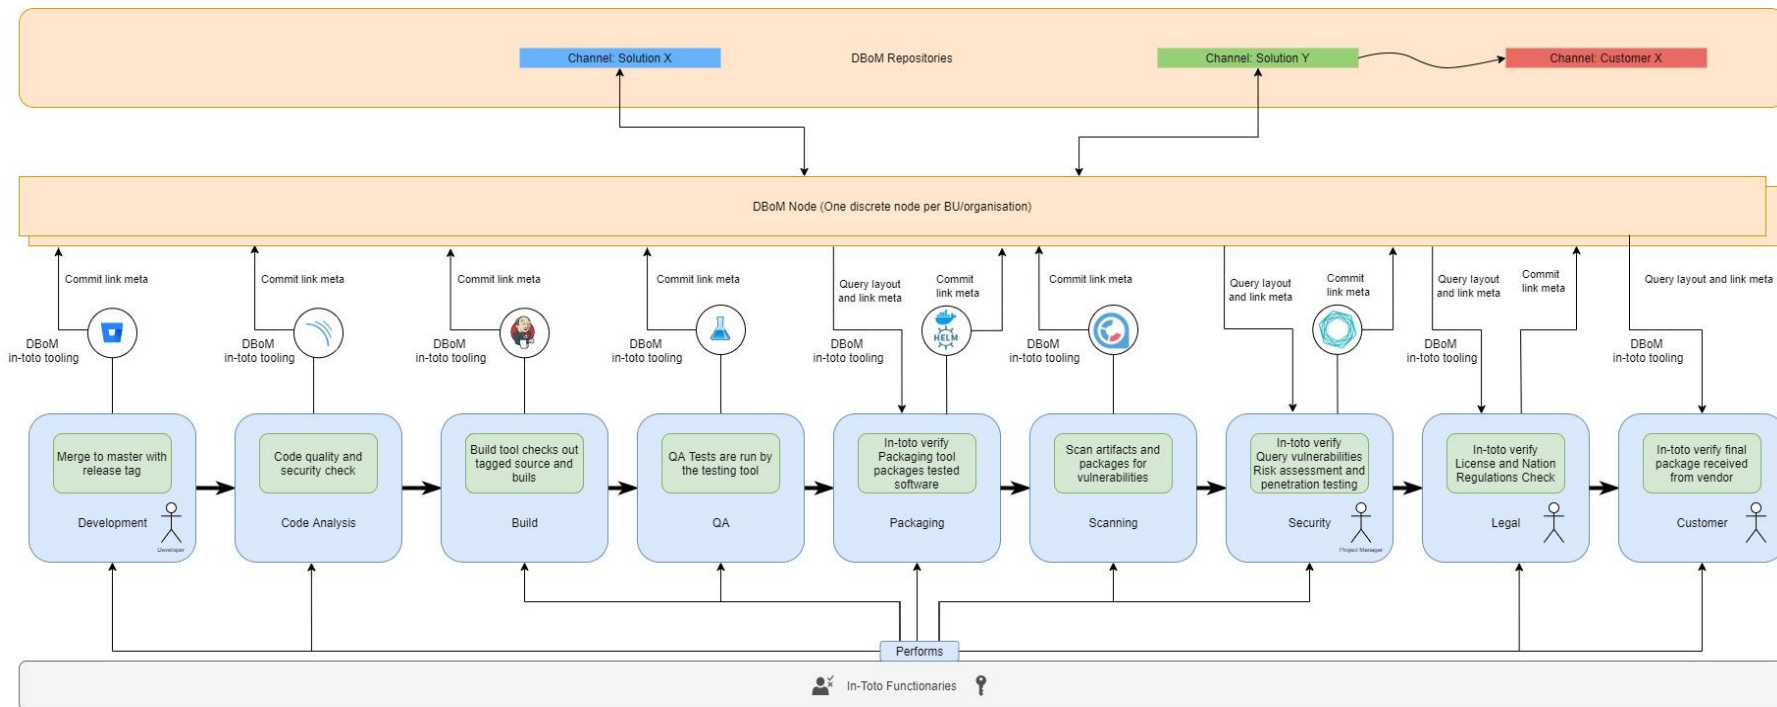 Channel: Solution X
DBoM Repositories
Channel: Solution Y
Channel: Customer X
DBoM Node (One discrete node per BU/organisation)
Commit link meta
DBoM
in-toto tooling
Commit link meta
DBoM
in-toto tooling
Commit link meta
DBoM
in-toto tooling
Commit link meta
DBoM
in-toto tooling
Query layout
and link meta
DBoM
in-toto tooling
Commit
link meta
HELM
Commit link meta
DBoM
in-toto tooling
Query layout
and link meta
DBoM
in-toto tooling
Commit
link meta
Query layout
and link meta
DBoM
in-toto tooling
Commit
link meta
Query layout and link meta
DBoM
in-toto tooling
Merge to master with
release tag
Development
Developer
Code quality and
security check
Code Analysis
Build tool checks out
tagged source and
buils
Build
QA Tests are run by
the testing tool
QA
In-toto verify
Packaging tool
packages tested
software
Packaging
Scan artifacts and
packages for
vulnerabilities
Scanning
In-toto verify
Query vulnerabilities
Risk assessment and
penetration testing
Security
Project Manager
In-toto verify
License and Nation
Regulations Check
Legal
In-toto verify final
package received
from vendor
Customer
Performs
In-Toto Functionaries